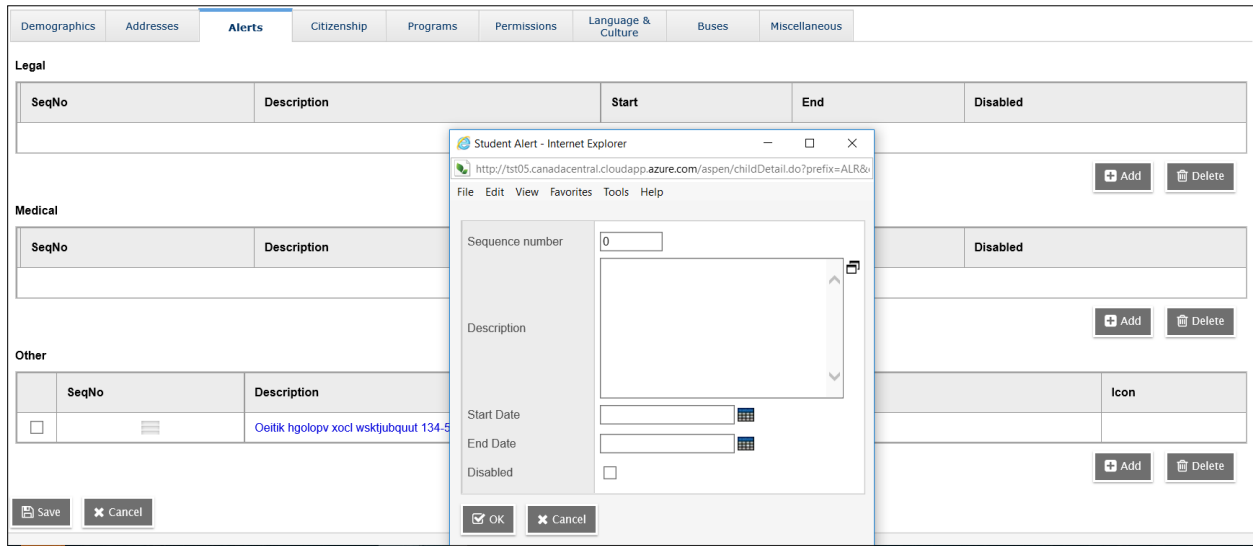 Demographics Addresses Alerts Citizenship Programs Permissions Language & Culture Buses Miscellaneous
Legal
SeqNo Description Start End Disabled
Add Delete
Medical
SeqNo Description Disabled
Add Delete
Other
SeqNo Description Icon
Oeitik hgolopv xocl wsktjubquut 134-5
Add Delete
Save Cancel
Student Alert - Internet Explorer
http://tst05.canadacentral.cloudapp.azure.com/aspen/childDetail.do?prefix=ALR&
File Edit View Favorites Tools Help
Sequence number 0
Description
Start Date
End Date
Disabled
OK Cancel